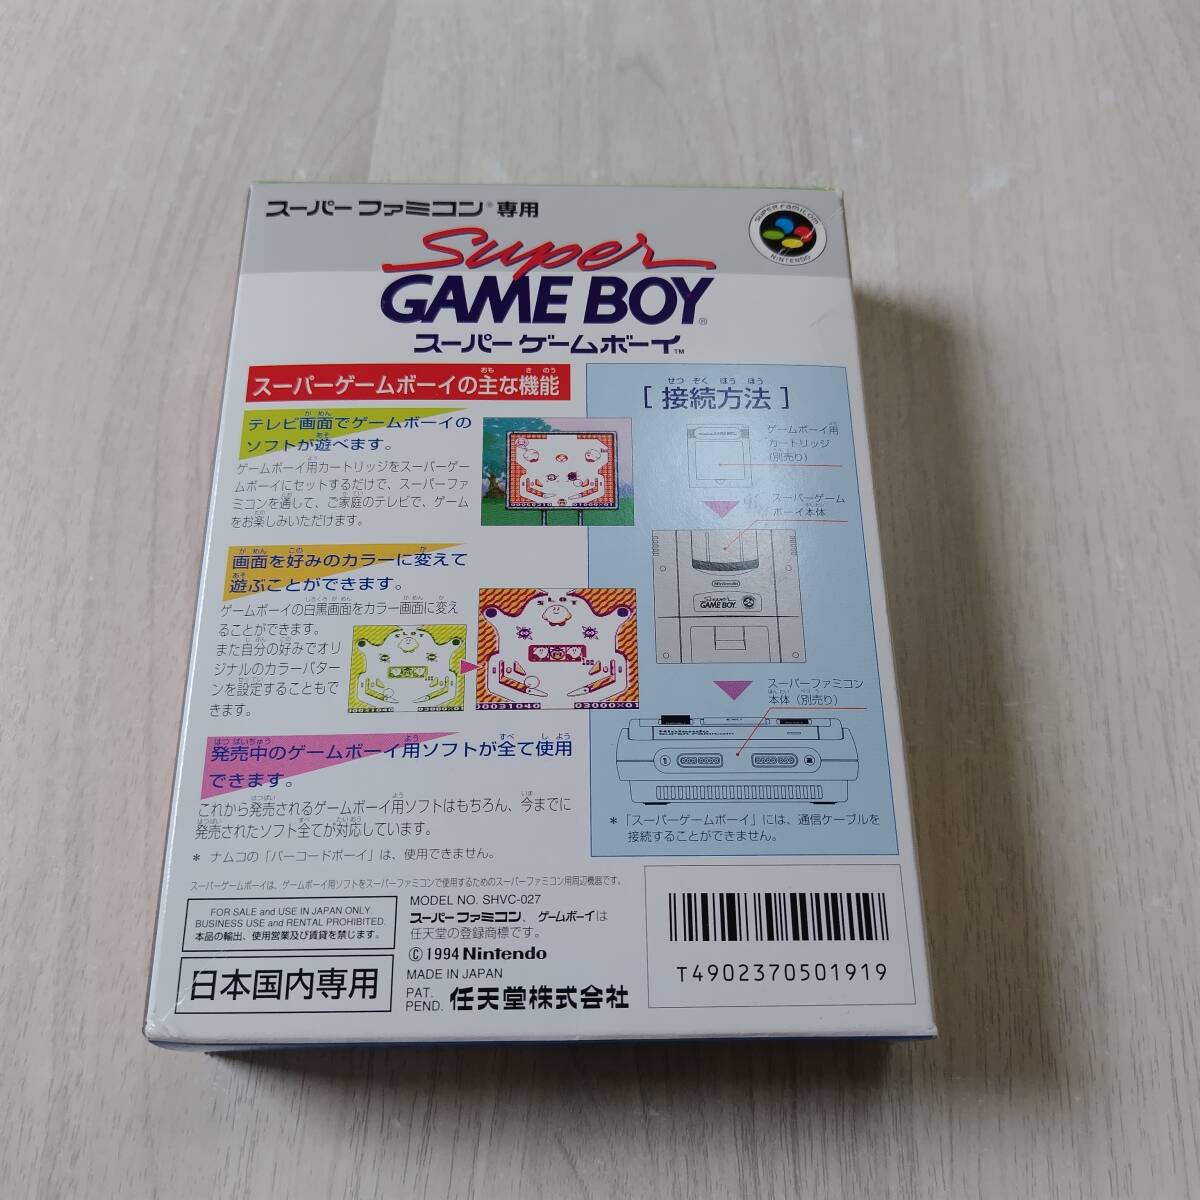 スーパーファミコン®専用
SUPER FAMICOM
NINTENDO
Super
GAME BOY®
スーパーゲームボーイ™
スーパーゲームボーイの主な機能
テレビ画面でゲームボーイの
ソフトが遊べます。
ゲームボーイ用カートリッジをスーパーゲー
ムボーイにセットするだけで、スーパーファ
ミコンを通して、ご家庭のテレビで、ゲーム
をお楽しみいただけます。
画面を好みのカラーに変えて
遊ぶことができます。
ゲームボーイの白黒画面をカラー画面に変え
ることができます。
また自分の好みでオリ
ジナルのカラーパター
ンを設定することもで
きます。
SLOT
00031040 03000×01
SLOT
00031040 03000×01
発売中のゲームボーイ用ソフトが全て使用
できます。
これから発売されるゲームボーイ用ソフトはもちろん、今までに
発売されたソフト全てが対応しています。
* ナムコの「バーコードボーイ」は、使用できません。
[接続方法]
ゲームボーイ用
カートリッジ
(別売り)
スーパーゲーム
ボーイ本体
Nintendo
Super
GAME BOY
スーパーファミコン
本体(別売り)
*「スーパーゲームボーイ」には、通信ケーブルを
接続することができません。
スーパーゲームボーイは、ゲームボーイ用ソフトをスーパーファミコンで使用するためのスーパーファミコン用周辺機器です。
FOR SALE and USE IN JAPAN ONLY.
BUSINESS USE and RENTAL PROHIBITED.
本品の輸出、使用営業及び賃貸を禁じます。
日本国内専用
MODEL NO. SHVC-027
スーパーファミコン、ゲームボーイは
任天堂の登録商標です。
©1994 Nintendo
MADE IN JAPAN
PAT. PEND. 任天堂株式会社
T4902370501919